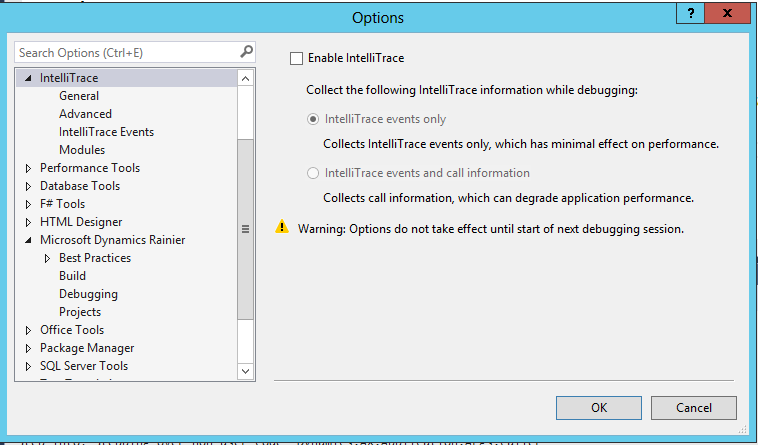 Options
?
Search Options (Ctrl+E)
IntelliTrace
General
Advanced
IntelliTrace Events
Modules
Performance Tools
Database Tools
F# Tools
HTML Designer
Microsoft Dynamics Rainier
Best Practices
Build
Debugging
Projects
Office Tools
Package Manager
SQL Server Tools
Enable IntelliTrace
Collect the following IntelliTrace information while debugging:
IntelliTrace events only
Collects IntelliTrace events only, which has minimal effect on performance.
IntelliTrace events and call information
Collects call information, which can degrade application performance.
Warning: Options do not take effect until start of next debugging session.
OK
Cancel